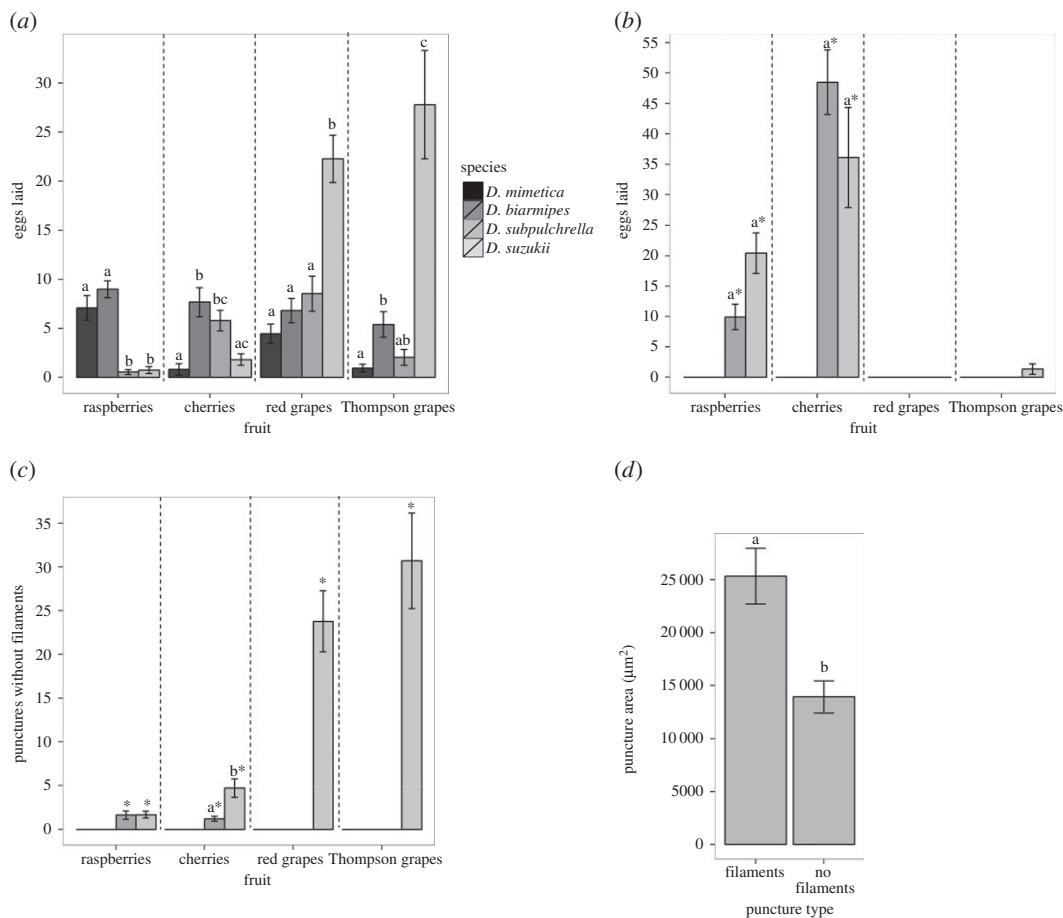 (a)
c
30
b
25
20
eggs laid
15
10
a
a
b
bc
a
a
a
b
5
b
b
a
ac
a
ab
0
raspberries
cherries
red grapes
Thompson grapes
fruit
species
D. mimetica
D. biarmipes
D. subpulchrella
D. suzukii
(b)
55
a*
50
45
a*
40
35
eggs laid
30
25
a*
20
15
a*
10
5
0
raspberries
cherries
red grapes
Thompson grapes
fruit
(c)
*
35
30
*
25
puncture​s without filaments
20
15
10
b*
5
*
*
a*
0
raspberries
cherries
red grapes
Thompson grapes
fruit
(d)
a
25 000
20 000
b
puncture area (µm²)
15 000
10 000
5000
0
filaments
no
filaments
puncture type